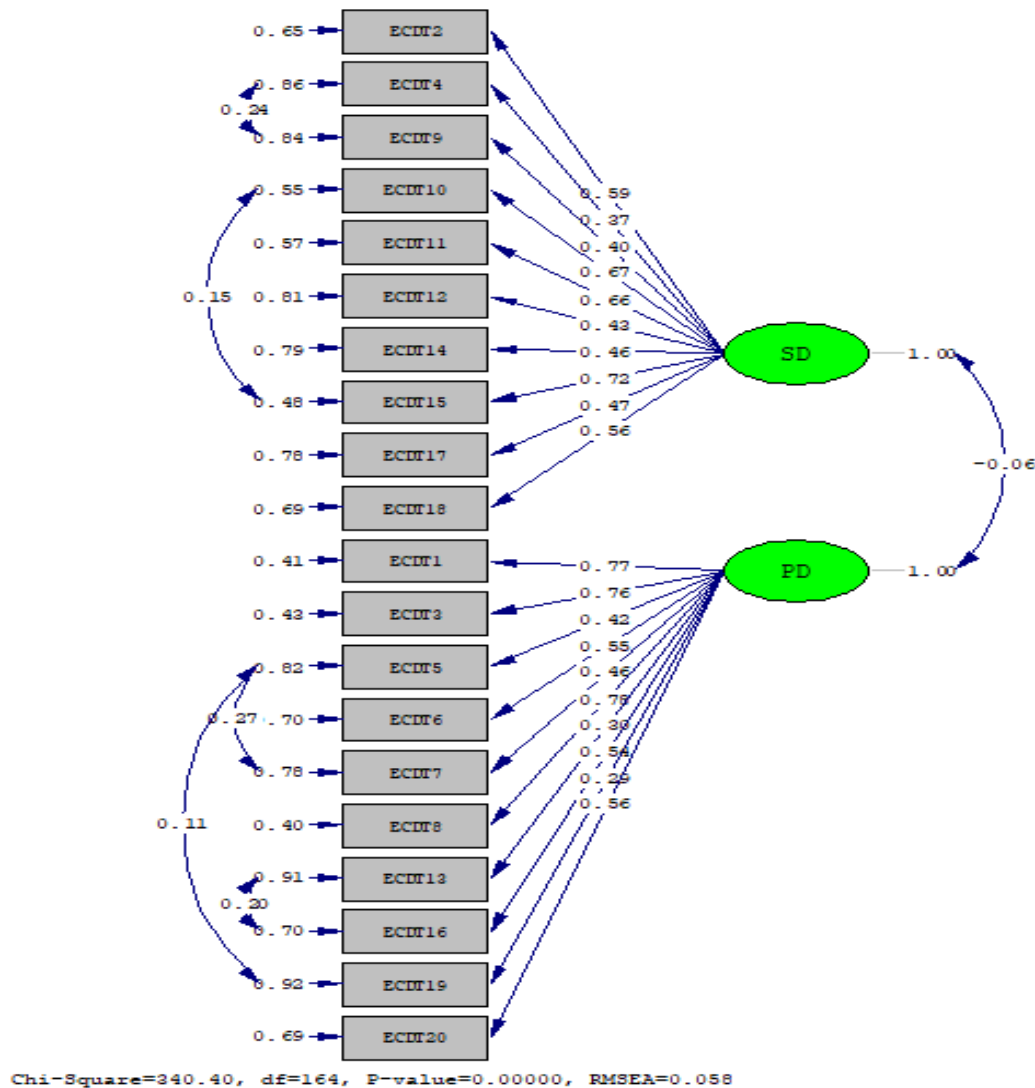 0.65 ECDT2
0.86 ECDT4
0.24
0.84 ECDT9
0.55 ECDT10
0.59
0.37
0.57 ECDT11
0.40
0.67
0.15 0.81 ECDT12
0.66
0.43
0.79 ECDT14 0.46 SD 1.00
0.72
0.48 ECDT15
0.47
0.56
0.78 ECDT17
-0.06
0.69 ECDT18
0.41 ECDT1 0.77 PD 1.00
0.76
0.43 ECDT3
0.42
0.55
0.82 ECDT5 0.46
0.78
0.27 .70 ECDT6
0.30
0.54
0.78 ECDT7 0.29
0.56
0.11 0.40 ECDT8
0.91 ECDT13
0.20
0.70 ECDT16
0.92 ECDT19
0.69 ECDT20
Chi-Square=340.40, df=164, P-value=0.00000, RMSEA=0.058